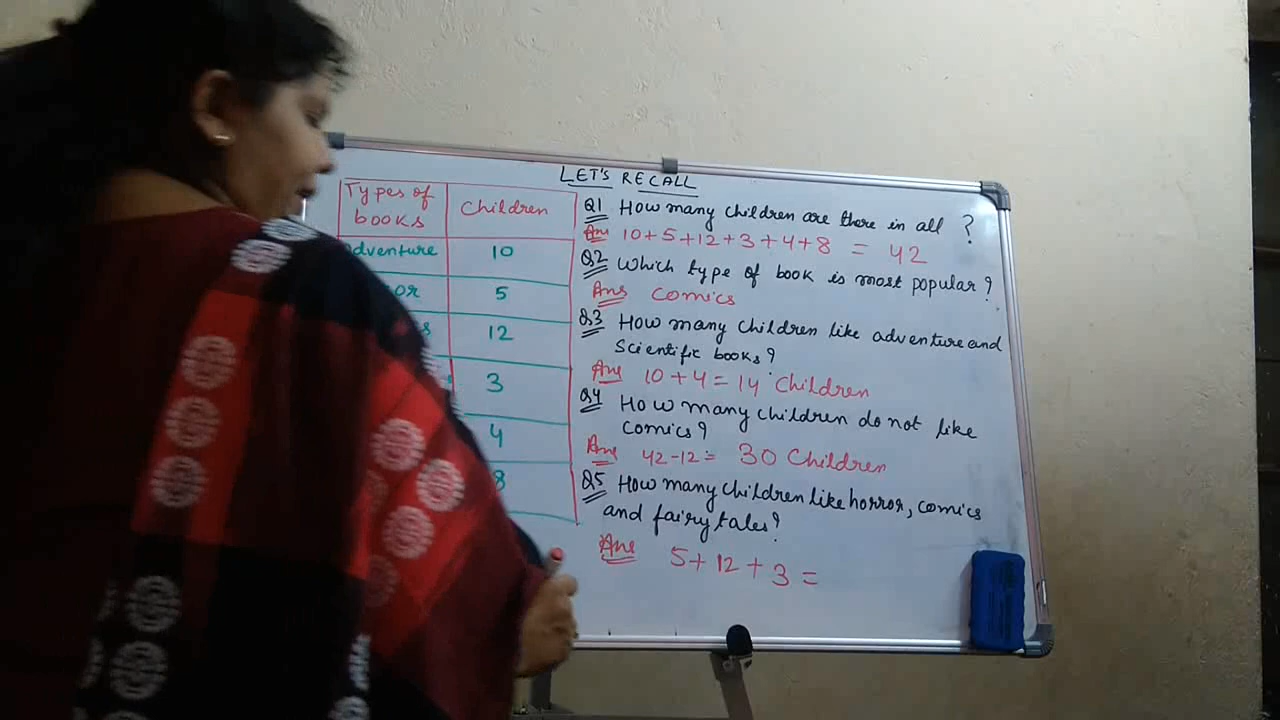 LET'S RECALL
Types of books Children
adventure 10
5
12
3
4
8
Q1 How many children are there in all ?
Ans 10+5+12+3+4+8 = 42
Q2 Which type of book is most popular?
Ans Comics
Q3 How many children like adventure and
Scientific books?
Ans 10+4=14 Children
Q4 How many children do not like
comics?
Ans 42-12= 30 Children
Q5 How many children like horror, comics
and fairy tales?
Ans 5+12+3=